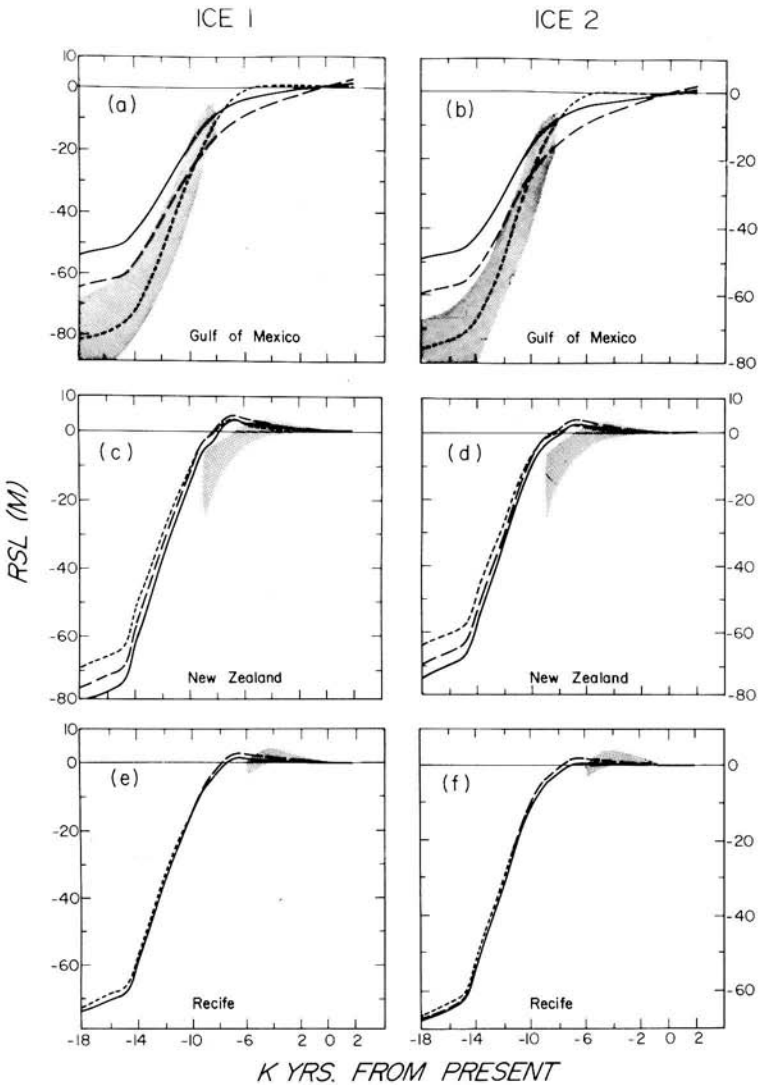 ICE 1
ICE 2
10
0
-20
-40
-60
-80
(a)
Gulf of Mexico
(b)
Gulf of Mexico
0
-20
-40
-60
-80
RSL (M)
10
0
-20
-40
-60
-80
(c)
New Zealand
(d)
New Zealand
0
-20
-40
-60
-80
10
0
-20
-40
-60
(e)
Recife
(f)
Recife
0
-20
-40
-60
-18 -14 -10 -6 -2 0 2
-18 -14 -10 -6 -2 0 2
K YRS. FROM PRESENT